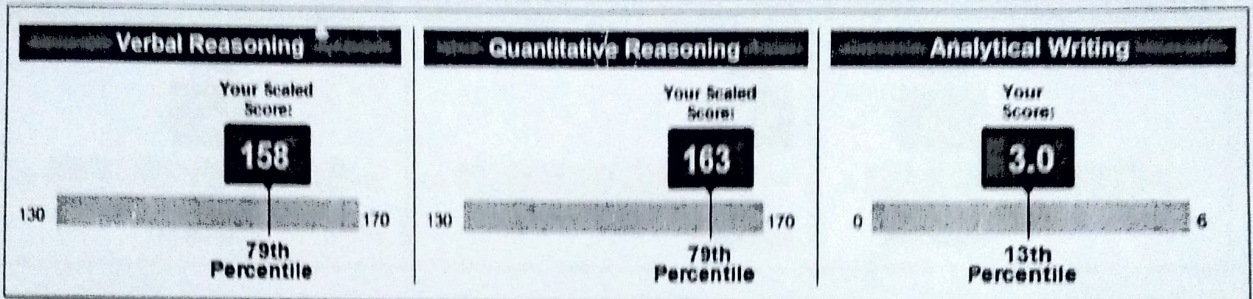 Verbal Reasoning
Your Scaled
Score:
158
130
170
79th
Percentile
Quantitative Reasoning
Your Scaled
Score:
163
130
170
79th
Percentile
Analytical Writing
Your
Score:
3.0
0
6
13th
Percentile